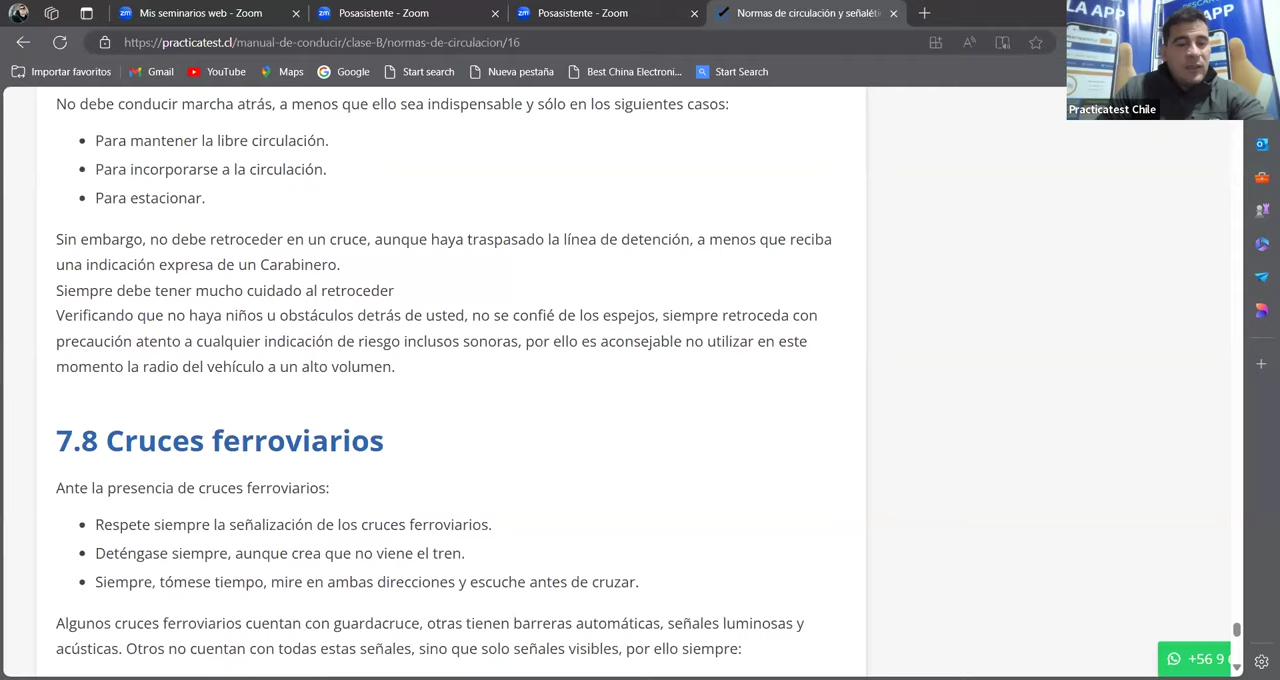 Mis seminarios web - Zoom
Posasistente - Zoom
Posasistente - Zoom
Normas de circulación y señaléti
https://practicatest.cl/manual-de-conducir/clase-B/normas-de-circulacion/16
Importar favoritos
Gmail
YouTube
Maps
Google
Start search
Nueva pestaña
Best China Electroni...
Start Search
LA APP
APP
Practicatest Chile
No debe conducir marcha atrás, a menos que ello sea indispensable y sólo en los siguientes casos:
Para mantener la libre circulación.
Para incorporarse a la circulación.
Para estacionar.
Sin embargo, no debe retroceder en un cruce, aunque haya traspasado la línea de detención, a menos que reciba
una indicación expresa de un Carabinero.
Siempre debe tener mucho cuidado al retroceder
Verificando que no haya niños u obstáculos detrás de usted, no se confié de los espejos, siempre retroceda con
precaución atento a cualquier indicación de riesgo inclusos sonoras, por ello es aconsejable no utilizar en este
momento la radio del vehículo a un alto volumen.
7.8 Cruces ferroviarios
Ante la presencia de cruces ferroviarios:
Respete siempre la señalización de los cruces ferroviarios.
Deténgase siempre, aunque crea que no viene el tren.
Siempre, tómese tiempo, mire en ambas direcciones y escuche antes de cruzar.
Algunos cruces ferroviarios cuentan con guardacruce, otras tienen barreras automáticas, señales luminosas y
acústicas. Otros no cuentan con todas estas señales, sino que solo señales visibles, por ello siempre:
+56 9